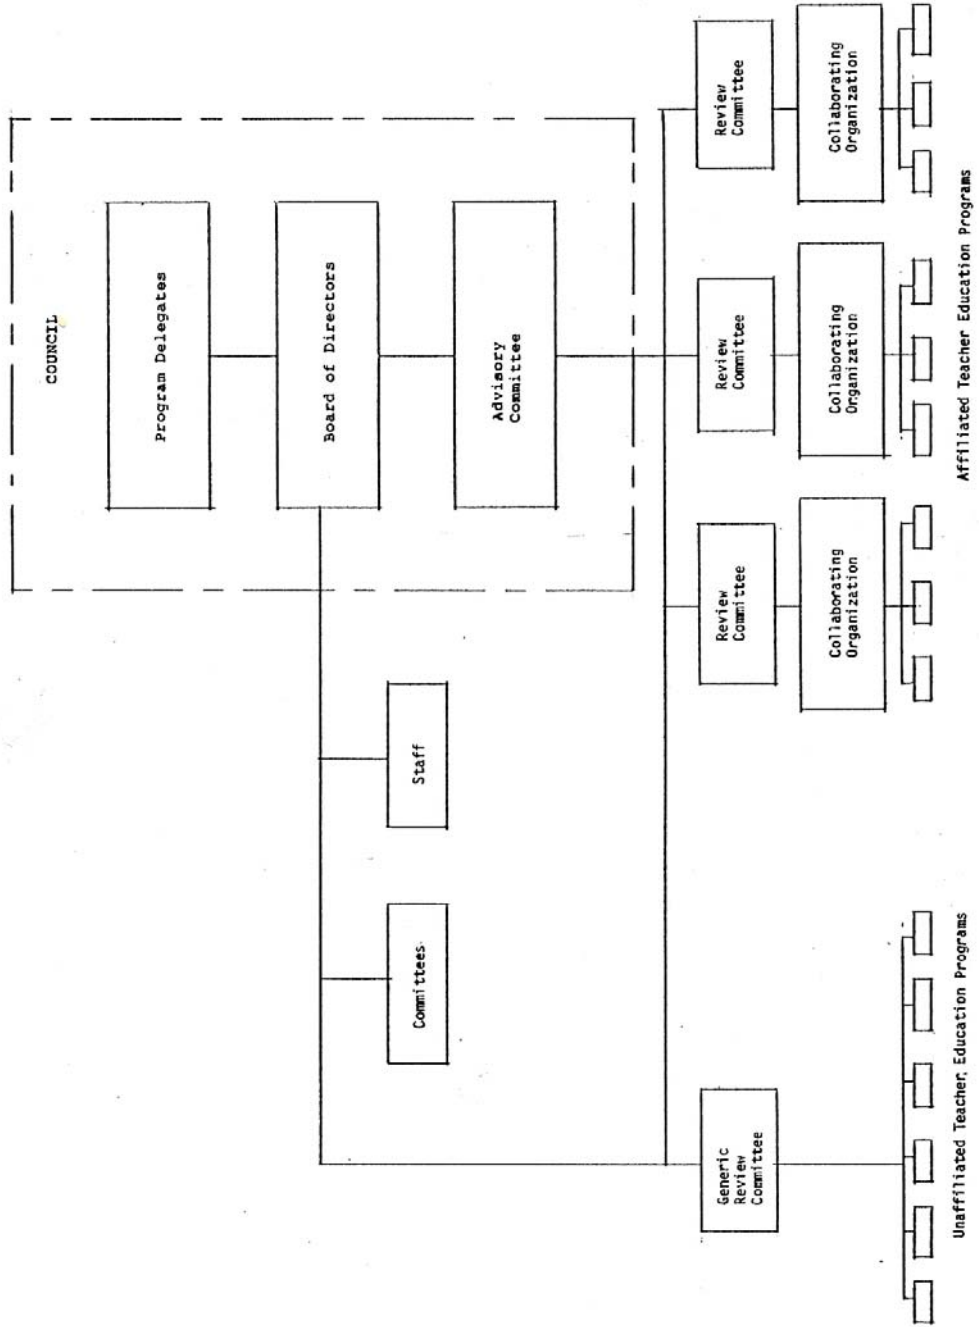 COUNCIL
Program Delegates
Board of Directors
Advisory
Committee
Staff
Committees
Generic
Review
Committee
Review
Committee
Review
Committee
Review
Committee
Collaborating
Organization
Collaborating
Organization
Collaborating
Organization
Unaffiliated Teacher Education Programs
Affiliated Teacher Education Programs